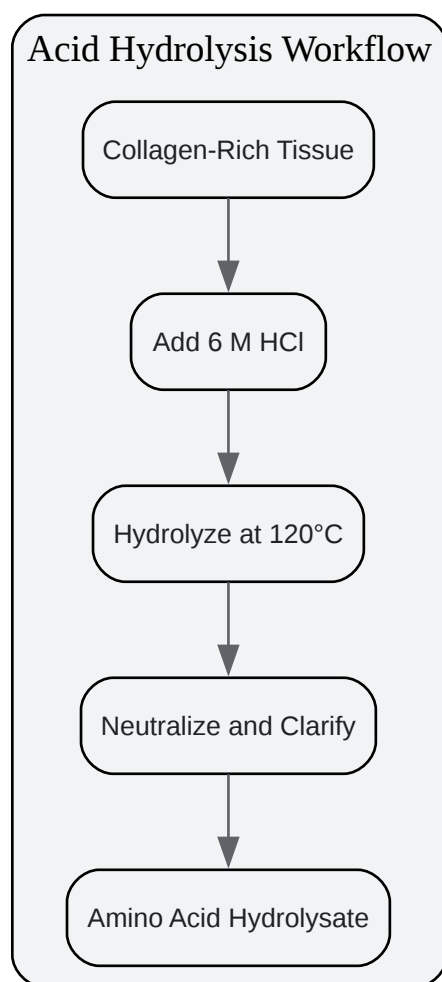 Acid Hydrolysis Workflow
Collagen-Rich Tissue
Add 6 M HCl
Hydrolyze at 120°C
Neutralize and Clarify
Amino Acid Hydrolysate